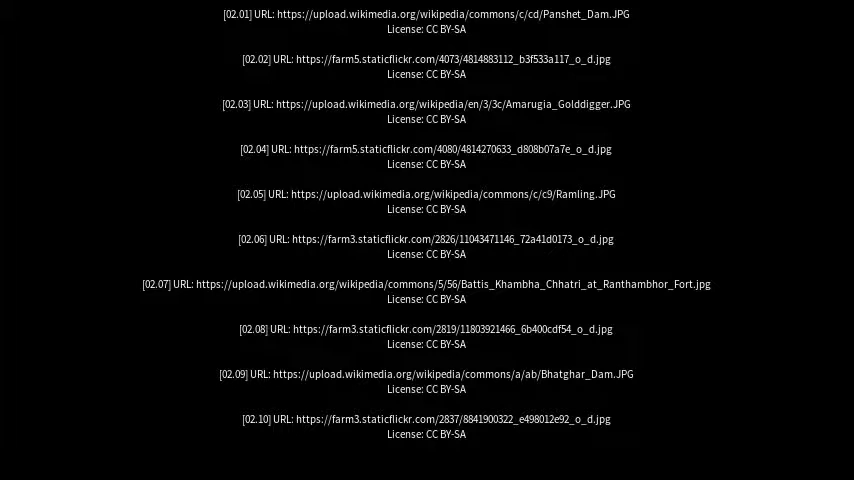 [02.01] URL: https://upload.wikimedia.org/wikipedia/commons/c/cd/Panshet_Dam.JPG
License: CC BY-SA
[02.02] URL: https://farm5.staticflickr.com/4073/4814883112_b3f533a117_o_d.jpg
License: CC BY-SA
[02.03] URL: https://upload.wikimedia.org/wikipedia/en/3/3c/Amarugia_Golddigger.JPG
License: CC BY-SA
[02.04] URL: https://farm5.staticflickr.com/4080/4814270633_d808b07a7e_o_d.jpg
License: CC BY-SA
[02.05] URL: https://upload.wikimedia.org/wikipedia/commons/c/c9/Ramling.JPG
License: CC BY-SA
[02.06] URL: https://farm3.staticflickr.com/2826/11043471146_72a41d0173_o_d.jpg
License: CC BY-SA
[02.07] URL: https://upload.wikimedia.org/wikipedia/commons/5/56/Battis_Khambha_Chhatri_at_Ranthambhor_Fort.jpg
License: CC BY-SA
[02.08] URL: https://farm3.staticflickr.com/2819/11803921466_6b400cdf54_o_d.jpg
License: CC BY-SA
[02.09] URL: https://upload.wikimedia.org/wikipedia/commons/a/ab/Bhatghar_Dam.JPG
License: CC BY-SA
[02.10] URL: https://farm3.staticflickr.com/2837/8841900322_e498012e92_o_d.jpg
License: CC BY-SA